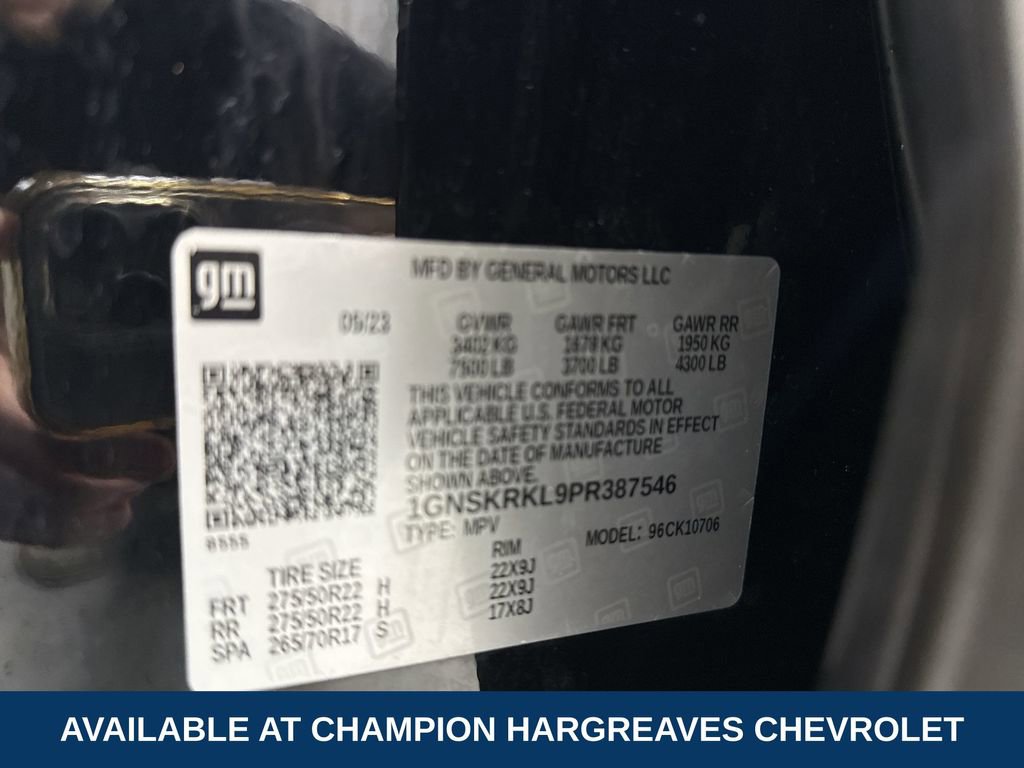 gm
MFD BY GENERAL MOTORS LLC
05/23 GVWR GAWR FRT GAWR RR
3402 KG 1678 KG 1950 KG
7500 LB 3700 LB 4300 LB
THIS VEHICLE CONFORMS TO ALL
APPLICABLE U.S. FEDERAL MOTOR
VEHICLE SAFETY STANDARDS IN EFFECT
ON THE DATE OF MANUFACTURE
SHOWN ABOVE.
1GNSKRKL9PR387546
TYPE: MPV MODEL: 96CK10706
TIRE SIZE RIM
FRT 275/50R22 H 22X9J
RR 275/50R22 H 22X9J
SPA 265/70R17 S 17X8J
AVAILABLE AT CHAMPION HARGREAVES CHEVROLET